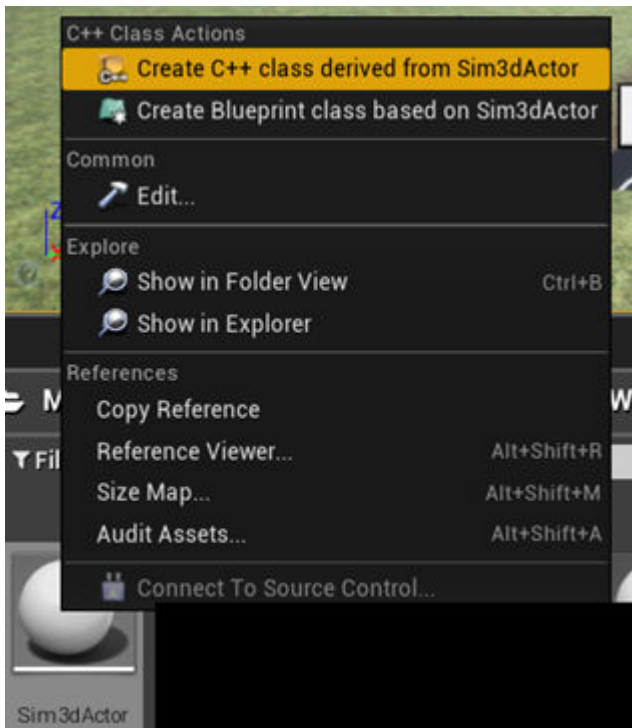 C++ Class Actions
Create C++ class derived from Sim3dActor
Create Blueprint class based on Sim3dActor
Common
Edit...
Z
Explore
Show in Folder View Ctrl+B
Show in Explorer
References
M
W
Copy Reference
Fil
Reference Viewer... Alt+Shift+R
Size Map... Alt+Shift+M
Audit Assets... Alt+Shift+A
Connect To Source Control...
Sim3dActor